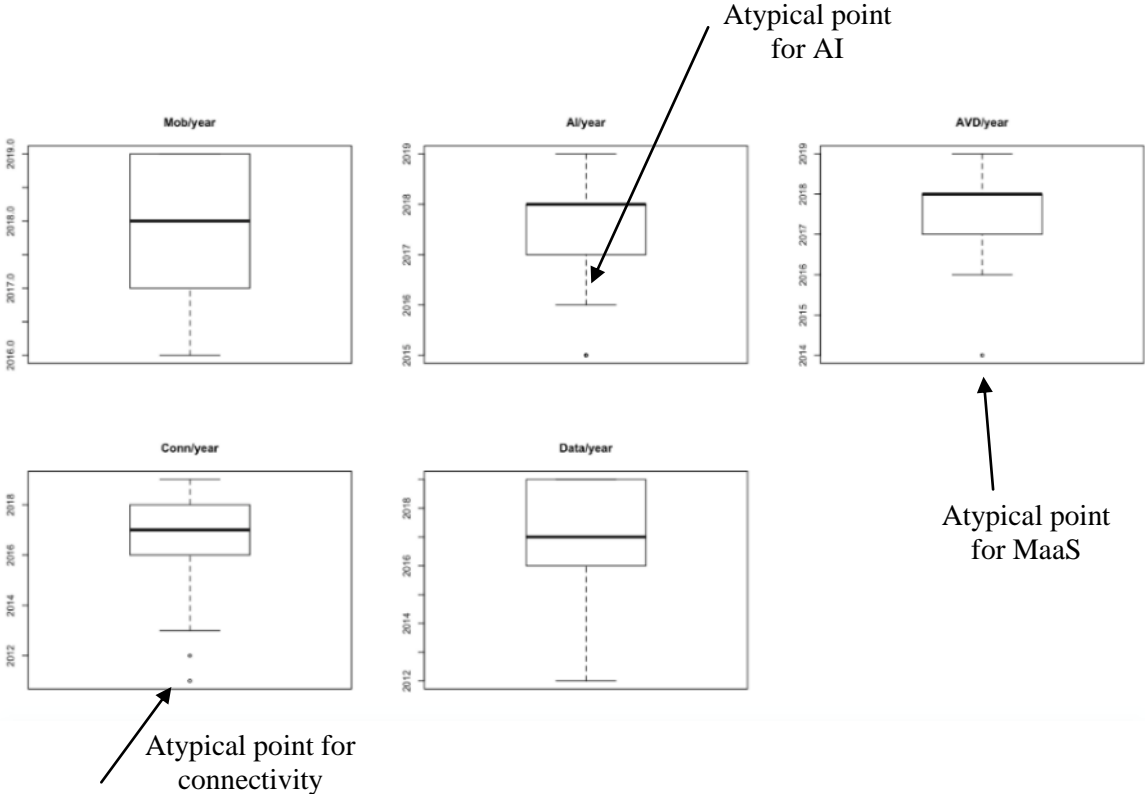 Atypical point
for AI
Mob/year
2019.0
2018.0
2017.0
2016.0
AI/year
2019
2018
2017
2016
2015
AVD/year
2019
2018
2017
2016
2015
2014
Conn/year
2018
2016
2014
2012
Data/year
2018
2016
2014
2012
Atypical point
for MaaS
Atypical point for
connectivity